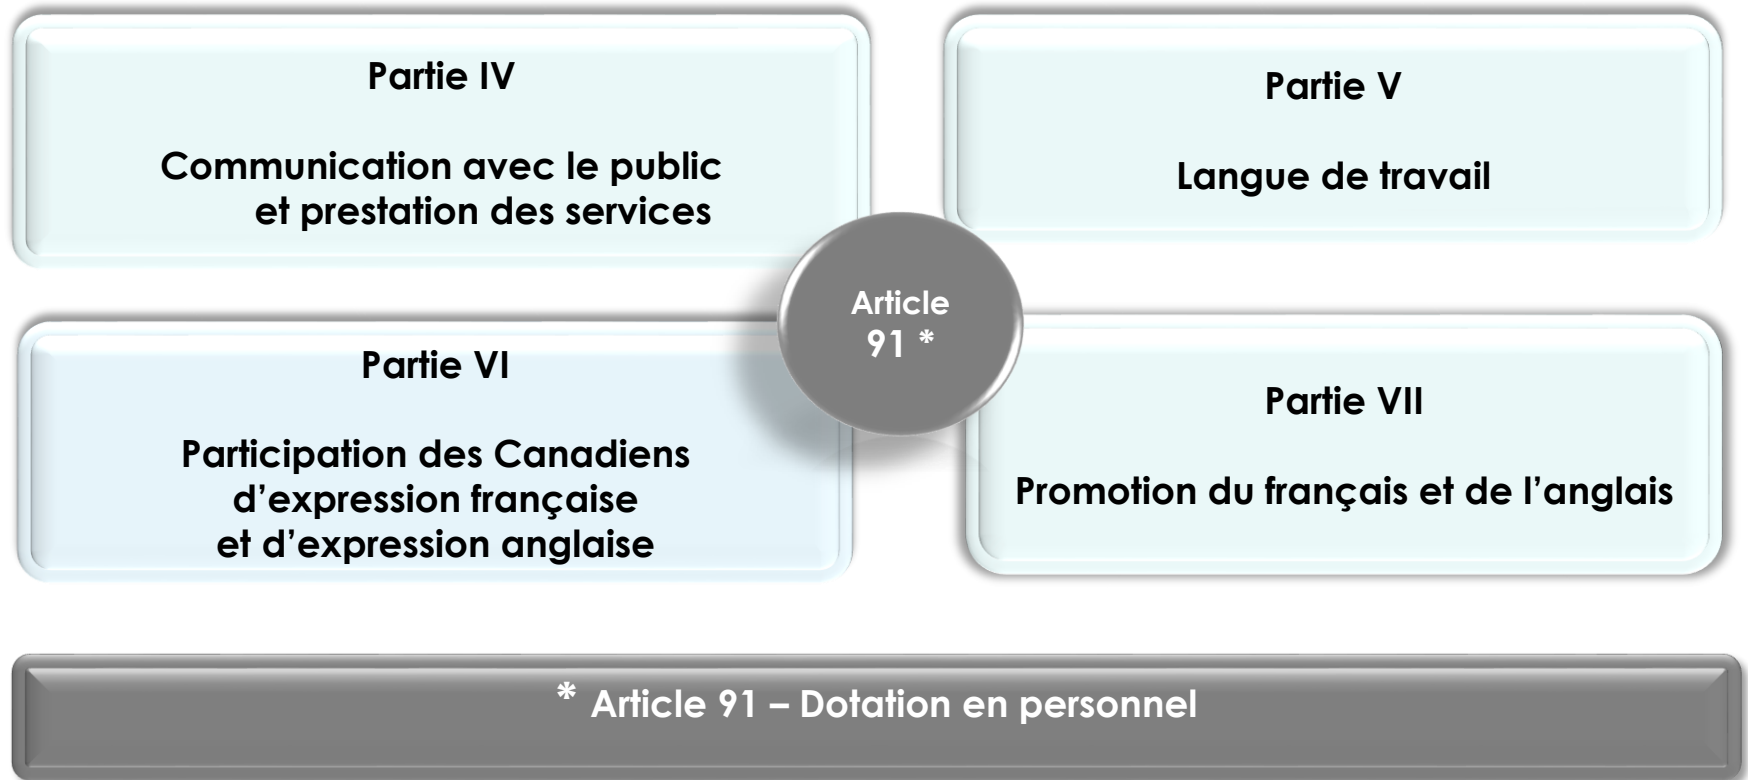 Partie IV
Communication avec le public
et prestation des services
Partie V
Langue de travail
Article
91 *
Partie VI
Participation des Canadiens
d’expression française
et d’expression anglaise
Partie VII
Promotion du français et de l’anglais
* Article 91 – Dotation en personnel